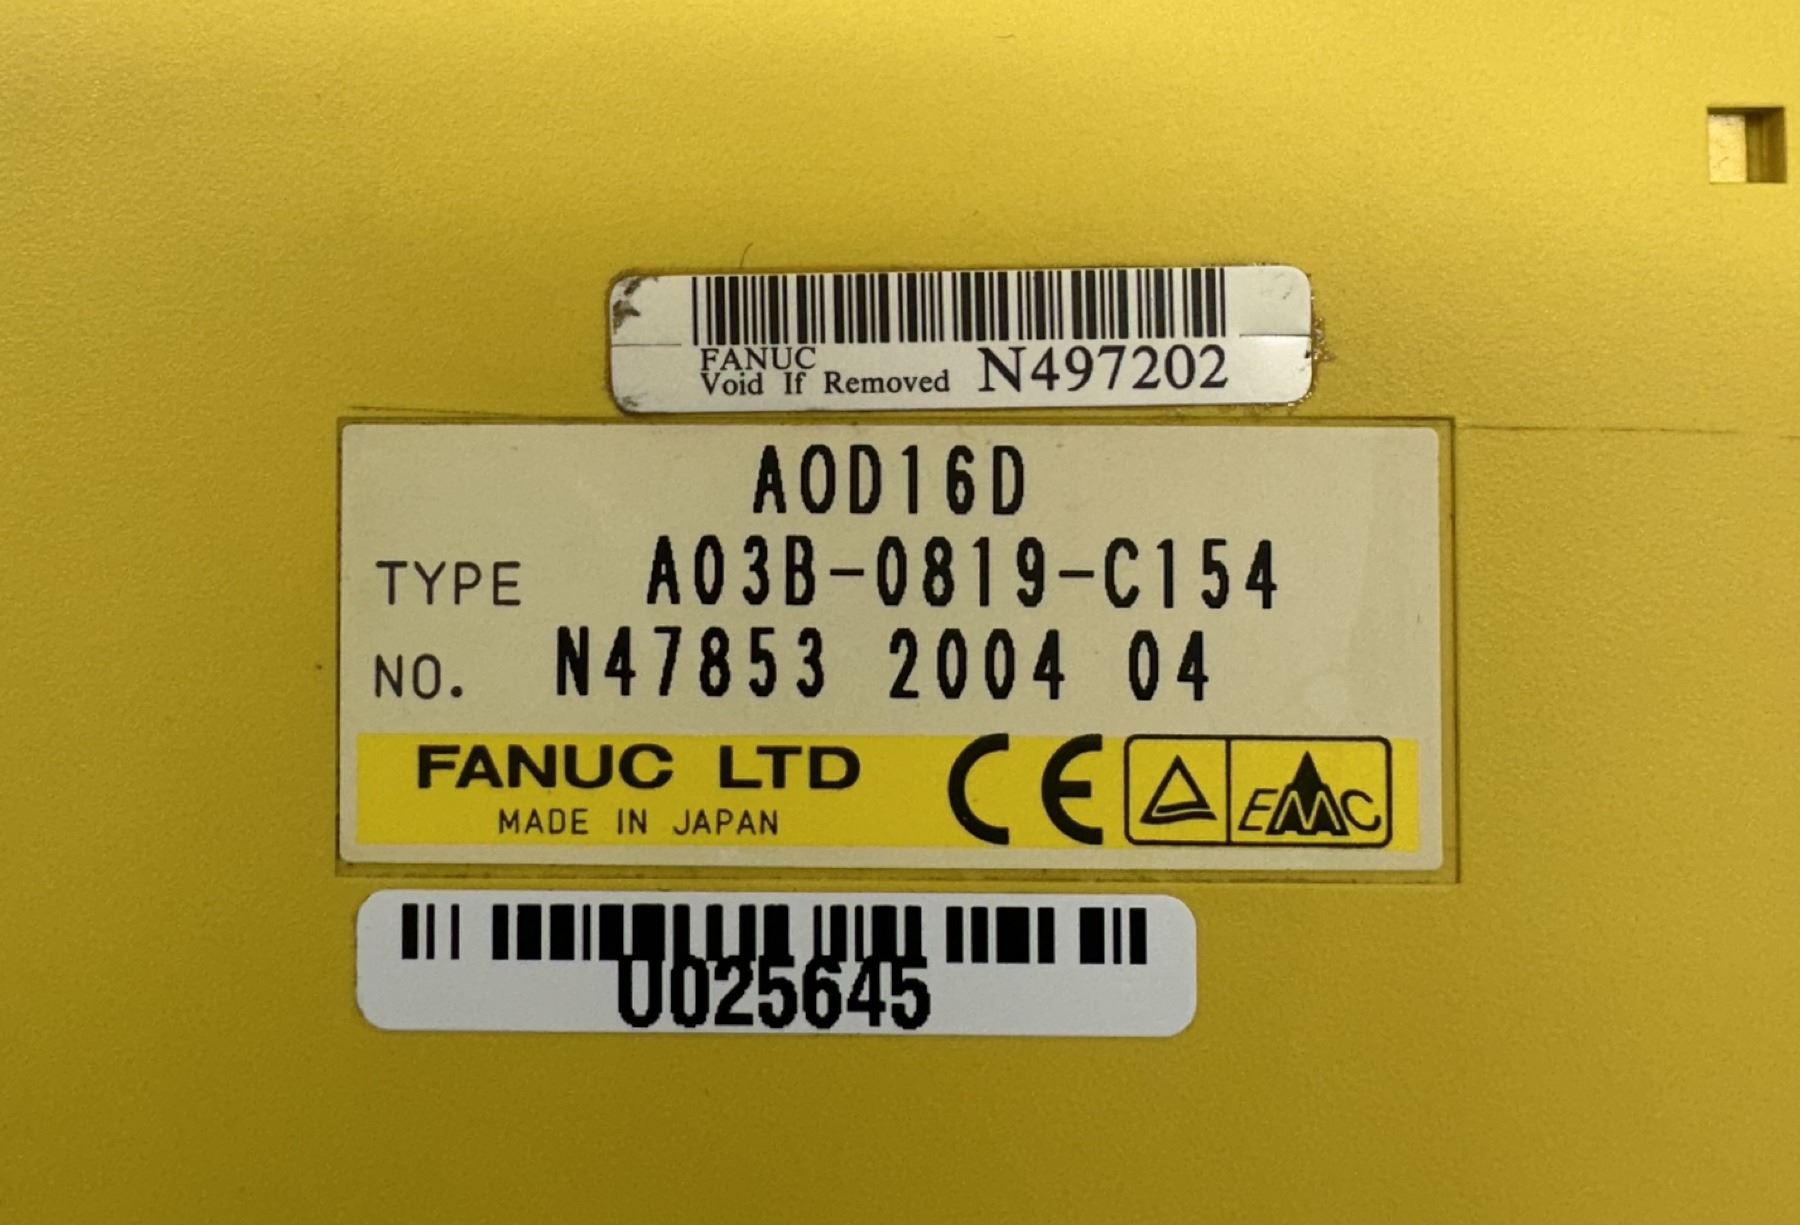 FANUC
Void If Removed N497202
AOD16D
TYPE A03B-0819-C154
NO. N47853 2004 04
FANUC LTD CE EMC
MADE IN JAPAN
U025645